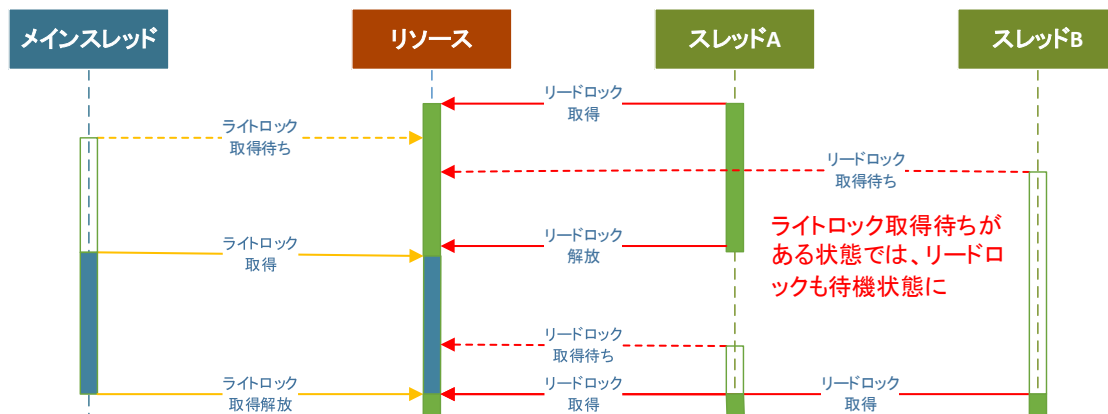 メインスレッド
リソース
スレッドA
スレッドB
リードロック
取得
ライトロック
取得待ち
リードロック
取得待ち
ライトロック取得待ちが
ある状態では、リードロ
ックも待機状態に
ライトロック
取得
リードロック
解放
リードロック
取得待ち
ライトロック
取得解放
リードロック
取得
リードロック
取得